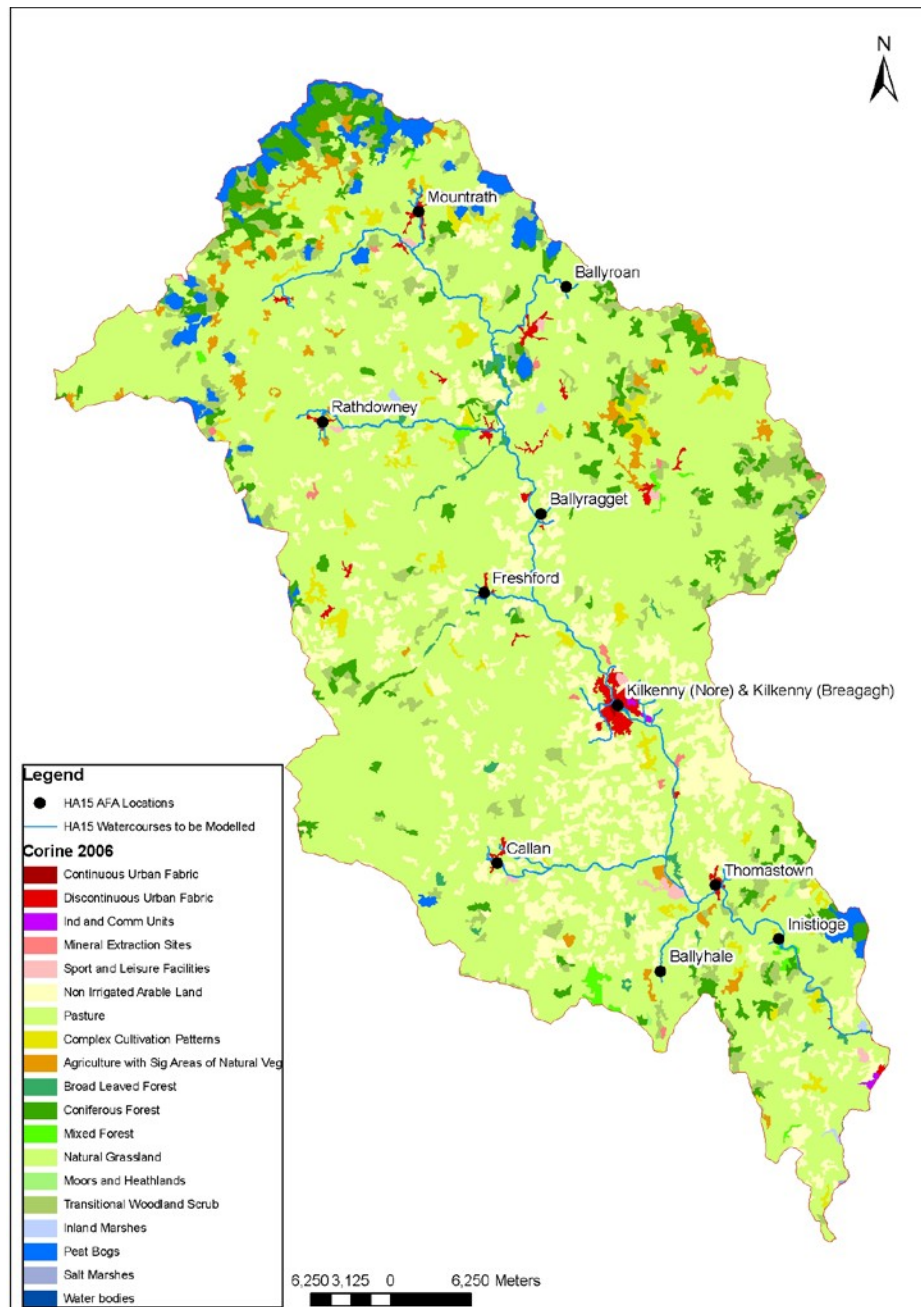 N
Mountrath
Ballyroan
Rathdowney
Ballyragget
Freshford
Kilkenny (Nore) & Kilkenny (Breagagh)
Callan
Thomastown
Inistioge
Ballyhale
Legend
HA15 AFA Locations
HA15 Watercourses to be Modelled
Corine 2006
Continuous Urban Fabric
Discontinuous Urban Fabric
Ind and Comm Units
Mineral Extraction Sites
Sport and Leisure Facilities
Non Irrigated Arable Land
Pasture
Complex Cultivation Patterns
Agriculture with Sig Areas of Natural Veg
Broad Leaved Forest
Coniferous Forest
Mixed Forest
Natural Grassland
Moors and Heathlands
Transitional Woodland Scrub
Inland Marshes
Peat Bogs
Salt Marshes
Water bodies
6,250 3,125 0 6,250 Meters